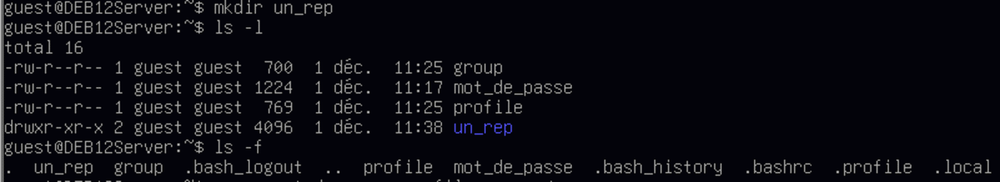 guest@DEB12Server:~$ mkdir un_rep
guest@DEB12Server:~$ ls -l
total 16
-rw-r--r-- 1 guest guest  700  1 déc.  11:25 group
-rw-r--r-- 1 guest guest 1224  1 déc.  11:17 mot_de_passe
-rw-r--r-- 1 guest guest  769  1 déc.  11:25 profile
drwxr-xr-x 2 guest guest 4096  1 déc.  11:38 un_rep
guest@DEB12Server:~$ ls -f
.  un_rep  group  .bash_logout  ..  profile  mot_de_passe  .bash_history  .bashrc  .profile  .local